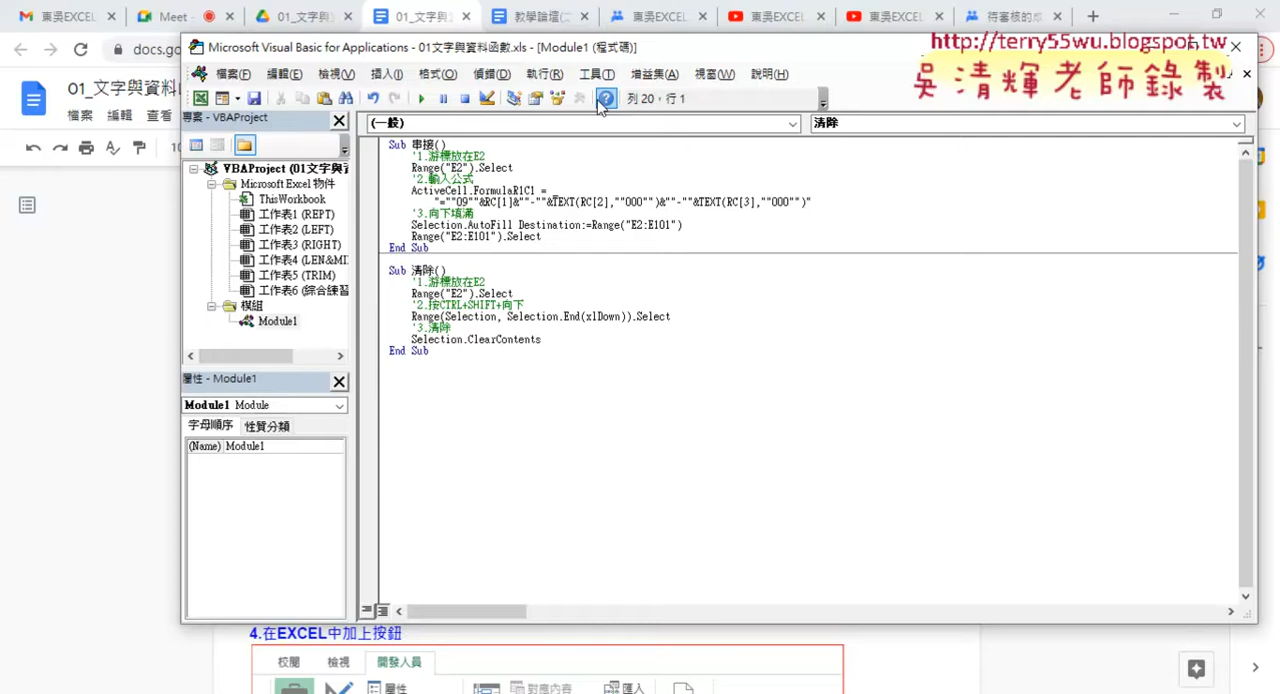 東吳EXCEL
Meet -
01_文字與
01_文字與
教學論壇(二
東吳EXCEL
東吳EXCEL
東吳EXCEL
待審核的成
docs.go
01_文字與資料
檔案 編輯 查看
Microsoft Visual Basic for Applications - 01文字與資料函數.xls - [Module1 (程式碼)]
http://terry55wu.blogspot.tw
吳清輝老師錄製
檔案(F) 編輯(E) 檢視(V) 插入(I) 格式(O) 偵錯(D) 執行(R) 工具(T) 增益集(A) 視窗(W) 說明(H)
列 20，行 1
專案 - VBAProject
(一般)
清除
VBAProject (01文字與
Microsoft Excel 物件
ThisWorkbook
工作表1 (REPT)
工作表2 (LEFT)
工作表3 (RIGHT)
工作表4 (LEN&MI
工作表5 (TRIM)
工作表6 (綜合練習
模組
Module1
屬性 - Module1
Module1 Module
字母順序 性質分類
(Name) Module1
Sub 串接()
'1.游標放在E2
Range("E2").Select
'2.輸入公式
ActiveCell.FormulaR1C1 = _
"=""09""&RC[1]&""-""&TEXT(RC[2],""000"")&""-""&TEXT(RC[3],""000"")"
'3.向下填滿
Selection.AutoFill Destination:=Range("E2:E101")
Range("E2:E101").Select
End Sub
Sub 清除()
'1.游標放在E2
Range("E2").Select
'2.按CTRL+SHIFT+向下
Range(Selection, Selection.End(xlDown)).Select
'3.清除
Selection.ClearContents
End Sub
4.在EXCEL中加上按鈕
校閱 檢視 開發人員
屬性
對應內容
匯入